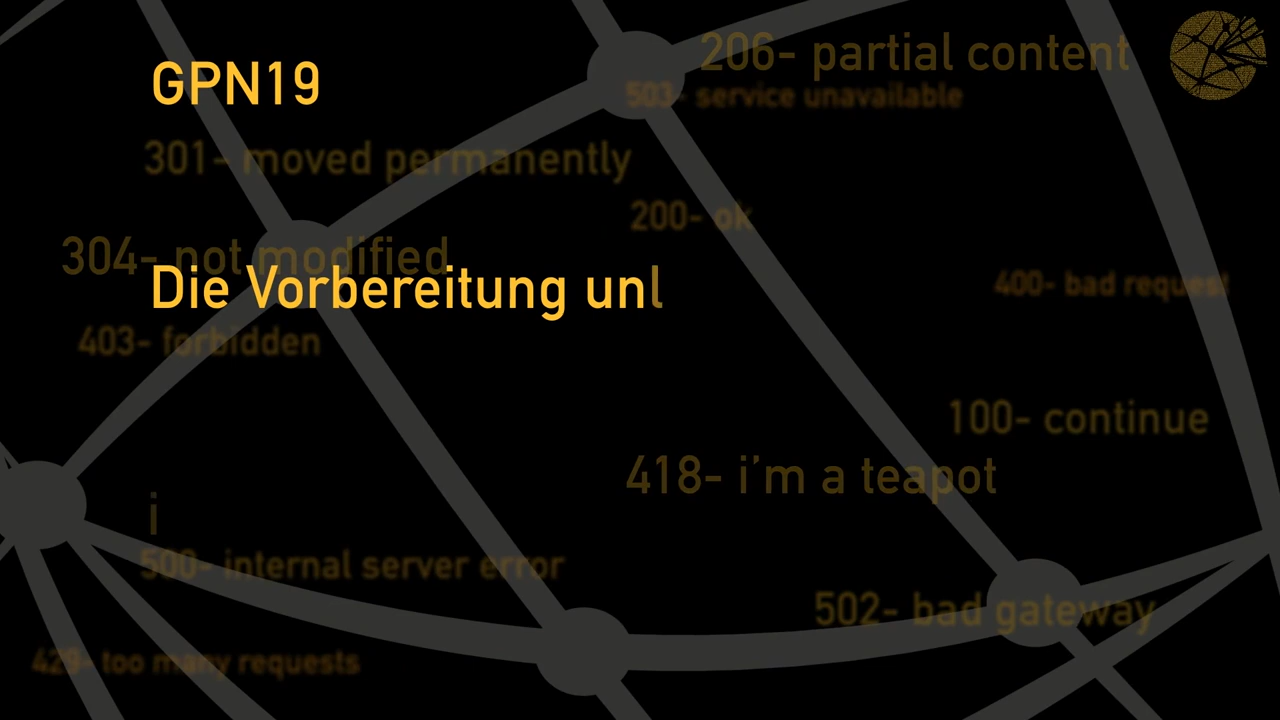 206- partial content
GPN19
503- service unavailable
301- moved permanently
200- ok
304- not modified
Die Vorbereitung unl
400- bad request
403- forbidden
100- continue
418- i'm a teapot
i
500- internal server error
502- bad gateway
429- too many requests